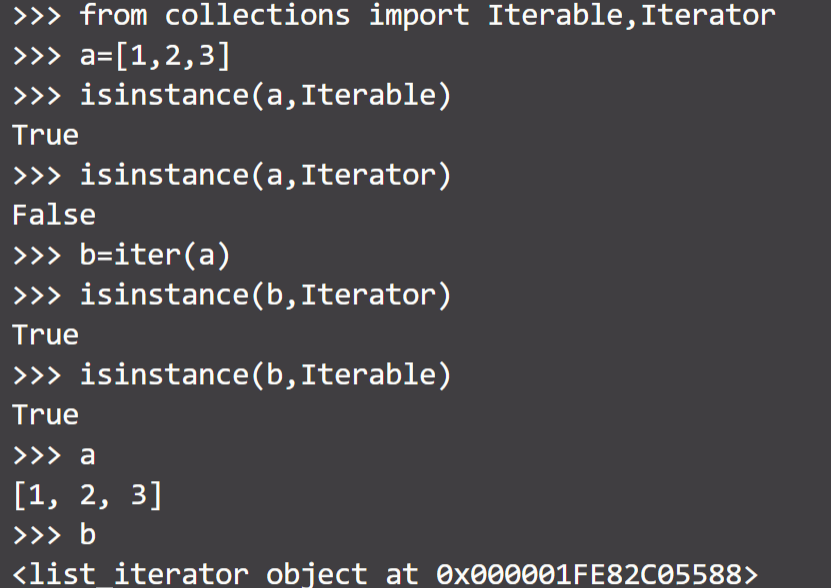 >>> from collections import Iterable,Iterator
>>> a=[1,2,3]
>>> isinstance(a,Iterable)
True
>>> isinstance(a,Iterator)
False
>>> b=iter(a)
>>> isinstance(b,Iterator)
True
>>> isinstance(b,Iterable)
True
>>> a
[1, 2, 3]
>>> b
<list_iterator object at 0x000001FE82C05588>